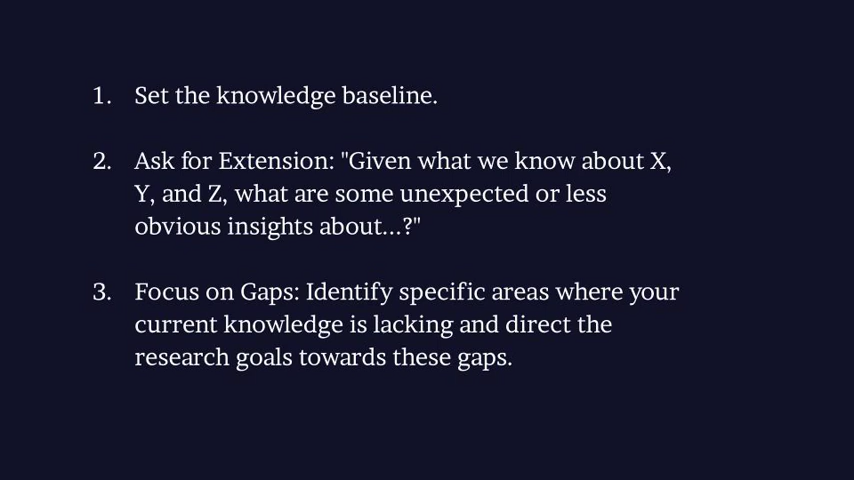 1. Set the knowledge baseline.
2. Ask for Extension: "Given what we know about X,
Y, and Z, what are some unexpected or less
obvious insights about...?"
3. Focus on Gaps: Identify specific areas where your
current knowledge is lacking and direct the
research goals towards these gaps.